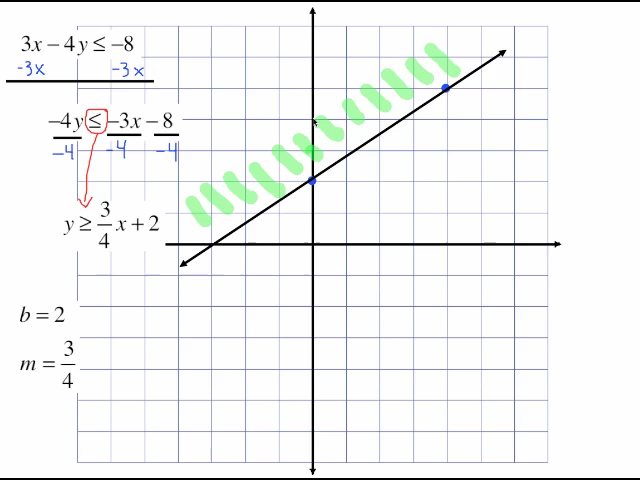 3x − 4y ≤ −8
-3x -3x
−4y ≤ −3x − 8
-4 -4 -4
y ≥ 3/4 x + 2
b = 2
m = 3/4